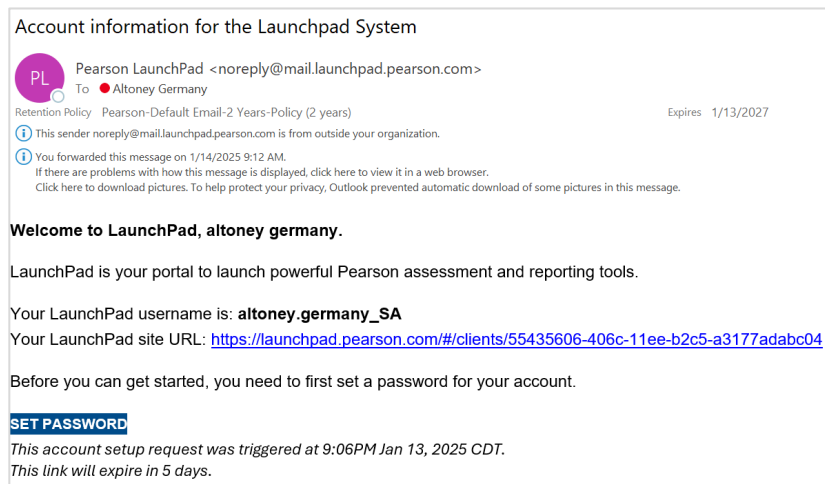 Account information for the Launchpad System
PL
Pearson LaunchPad <noreply@mail.launchpad.pearson.com>
To Altoney Germany
Retention Policy Pearson-Default Email-2 Years-Policy (2 years) Expires 1/13/2027
This sender noreply@mail.launchpad.pearson.com is from outside your organization.
You forwarded this message on 1/14/2025 9:12 AM.
If there are problems with how this message is displayed, click here to view it in a web browser.
Click here to download pictures. To help protect your privacy, Outlook prevented automatic download of some pictures in this message.
Welcome to LaunchPad, altoney germany.
LaunchPad is your portal to launch powerful Pearson assessment and reporting tools.
Your LaunchPad username is: altoney.germany_SA
Your LaunchPad site URL: https://launchpad.pearson.com/#/clients/55435606-406c-11ee-b2c5-a3177adabc04
Before you can get started, you need to first set a password for your account.
SET PASSWORD
This account setup request was triggered at 9:06PM Jan 13, 2025 CDT.
This link will expire in 5 days.